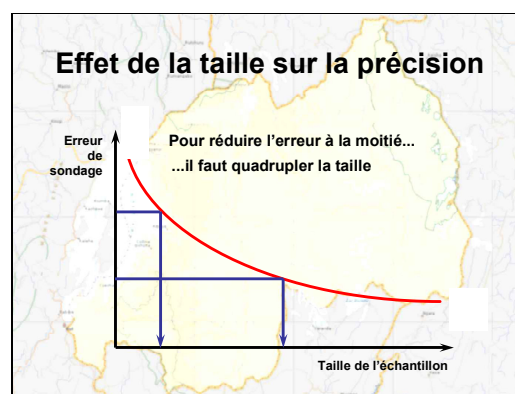 Effet de la taille sur la précision
Erreur
de
sondage
Pour réduire l'erreur à la moitié...
...il faut quadrupler la taille
Taille de l'échantillon